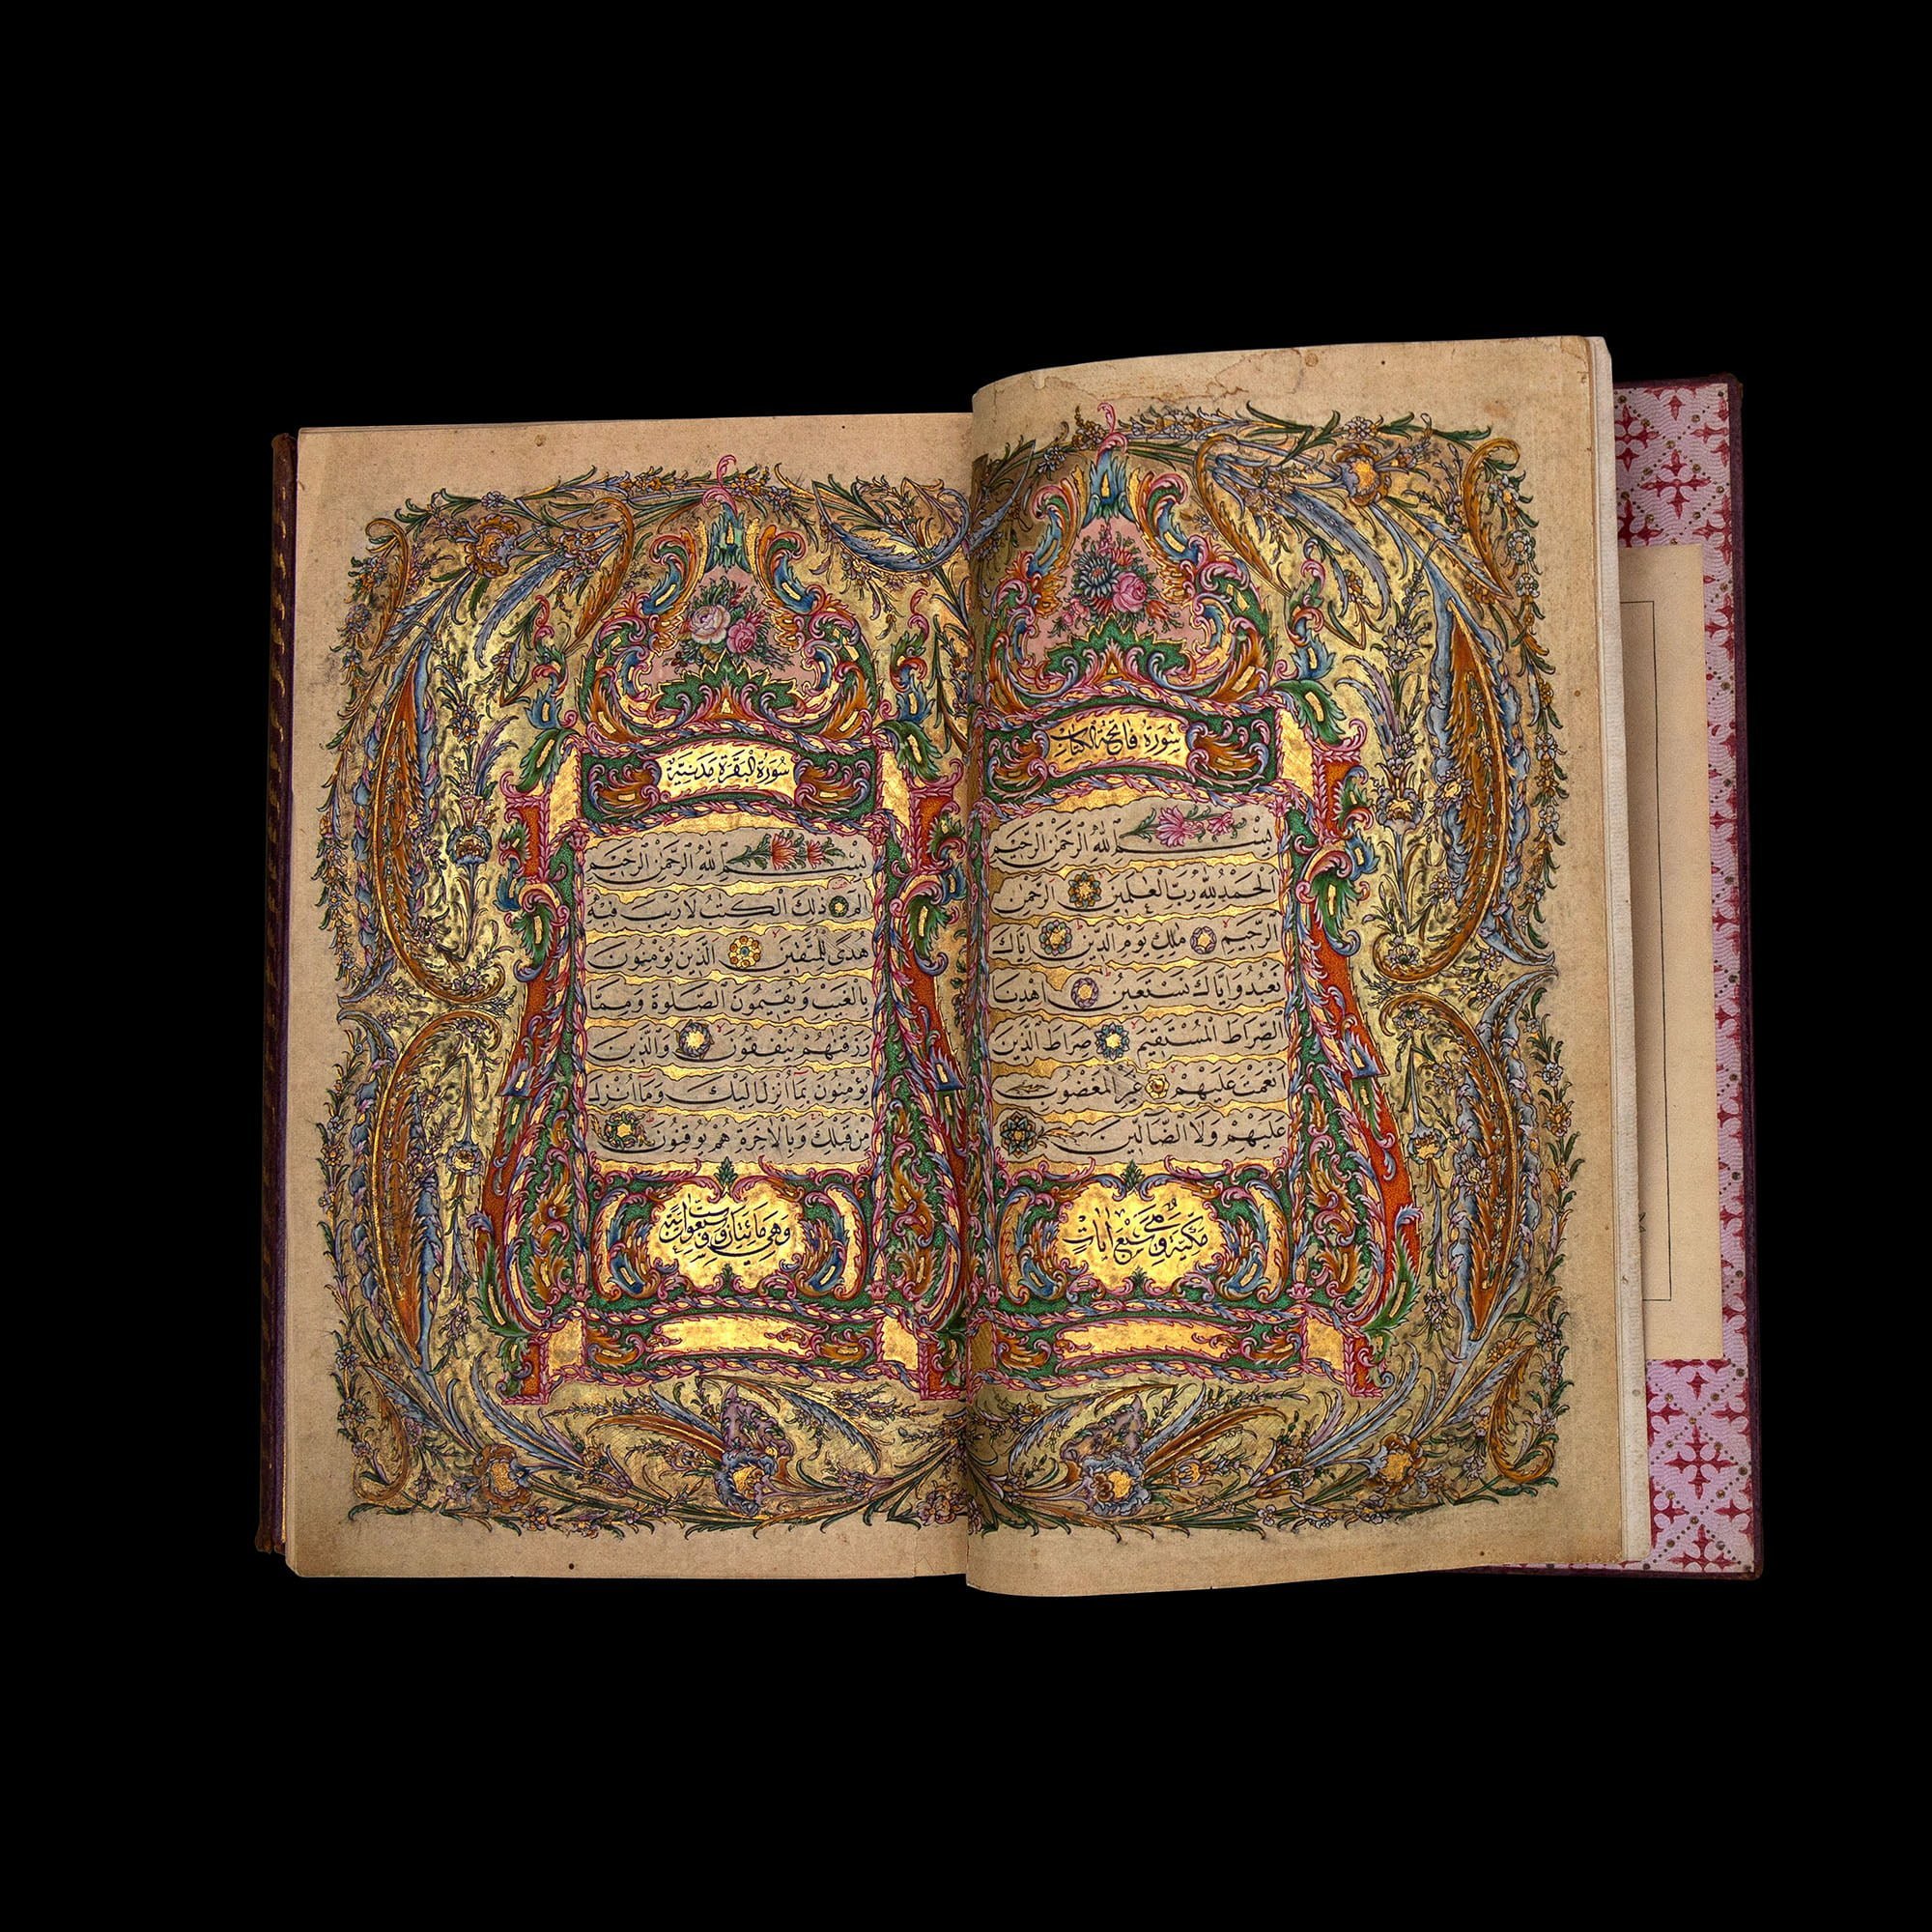 سورة فاتحة الكتاب
بسم الله الرحمن الرحيم
الحمد لله رب العلمين الرحمن
الرحيم ملك يوم الدين اياك
نعبد واياك نستعين اهدنا
الصراط المستقيم صراط الذين
انعمت عليهم غير المغضوب
عليهم ولا الضالين
مكية وهي سبع ايات
سورة البقرة مدنية
بسم الله الرحمن الرحيم
الم ذلك الكتب لا ريب فيه
هدى للمتقين الذين يؤمنون
بالغيب ويقيمون الصلوة ومما
رزقنهم ينفقون والذين
يؤمنون بما انزل اليك وما انزل
من قبلك وبالاخرة هم يوقنون
وهي مائتان وست وثمانون اية